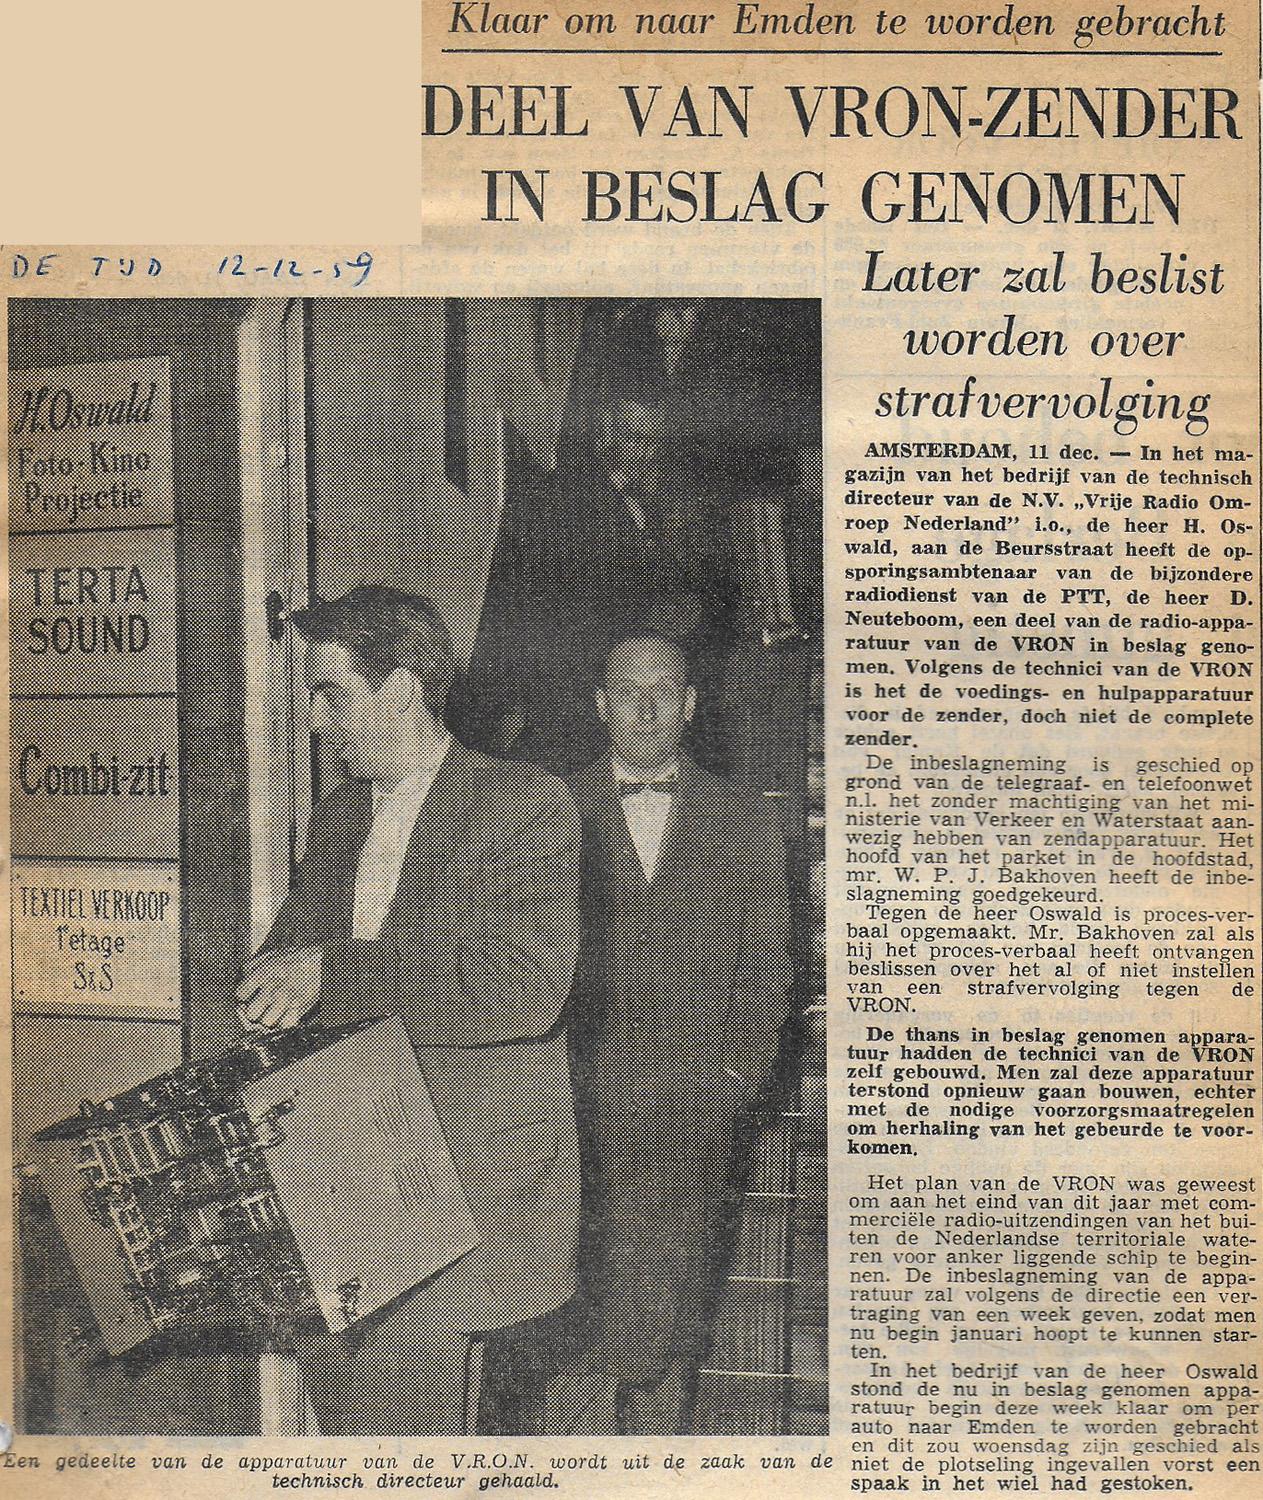 Klaar om naar Emden te worden gebracht
DEEL VAN VRON-ZENDER
IN BESLAG GENOMEN
DE TIJD 12-12-59
Later zal beslist
worden over
strafvervolging
H. Oswald
Foto-Kino
Projectie
TERTA
SOUND
Combi-zit
TEXTIEL VERKOOP
1e etage
S&S
AMSTERDAM, 11 dec. — In het ma-
gazijn van het bedrijf van de technisch
directeur van de N.V. „Vrije Radio Om-
roep Nederland” i.o., de heer H. Os-
wald, aan de Beursstraat heeft de op-
sporingsambtenaar van de bijzondere
radiodienst van de PTT, de heer D.
Neuteboom, een deel van de radio-appa-
ratuur van de VRON in beslag geno-
men. Volgens de technici van de VRON
is het de voedings- en hulpapparatuur
voor de zender, doch niet de complete
zender.
De inbeslagneming is geschied op
grond van de telegraaf- en telefoonwet
n.l. het zonder machtiging van het mi-
nisterie van Verkeer en Waterstaat aan-
wezig hebben van zendapparatuur. Het
hoofd van het parket in de hoofdstad,
mr. W. P. J. Bakhoven heeft de inbe-
slagneming goedgekeurd.
Tegen de heer Oswald is proces-ver-
baal opgemaakt. Mr. Bakhoven zal als
hij het proces-verbaal heeft ontvangen
beslissen over het al of niet instellen
van een strafvervolging tegen de
VRON.
De thans in beslag genomen appara-
tuur hadden de technici van de VRON
zelf gebouwd. Men zal deze apparatuur
terstond opnieuw gaan bouwen, echter
met de nodige voorzorgsmaatregelen
om herhaling van het gebeurde te voor-
komen.
Het plan van de VRON was geweest
om aan het eind van dit jaar met com-
merciële radio-uitzendingen van het bui-
ten de Nederlandse territoriale wate-
ren voor anker liggende schip te begin-
nen. De inbeslagneming van de appa-
ratuur zal volgens de directie een ver-
traging van een week geven, zodat men
nu begin januari hoopt te kunnen star-
ten.
In het bedrijf van de heer Oswald
stond de nu in beslag genomen appa-
ratuur begin deze week klaar om per
auto naar Emden te worden gebracht
en dit zou woensdag zijn geschied als
niet de plotseling ingevallen vorst een
spaak in het wiel had gestoken.
Een gedeelte van de apparatuur van de V.R.O.N. wordt uit de zaak van de
technisch directeur gehaald.